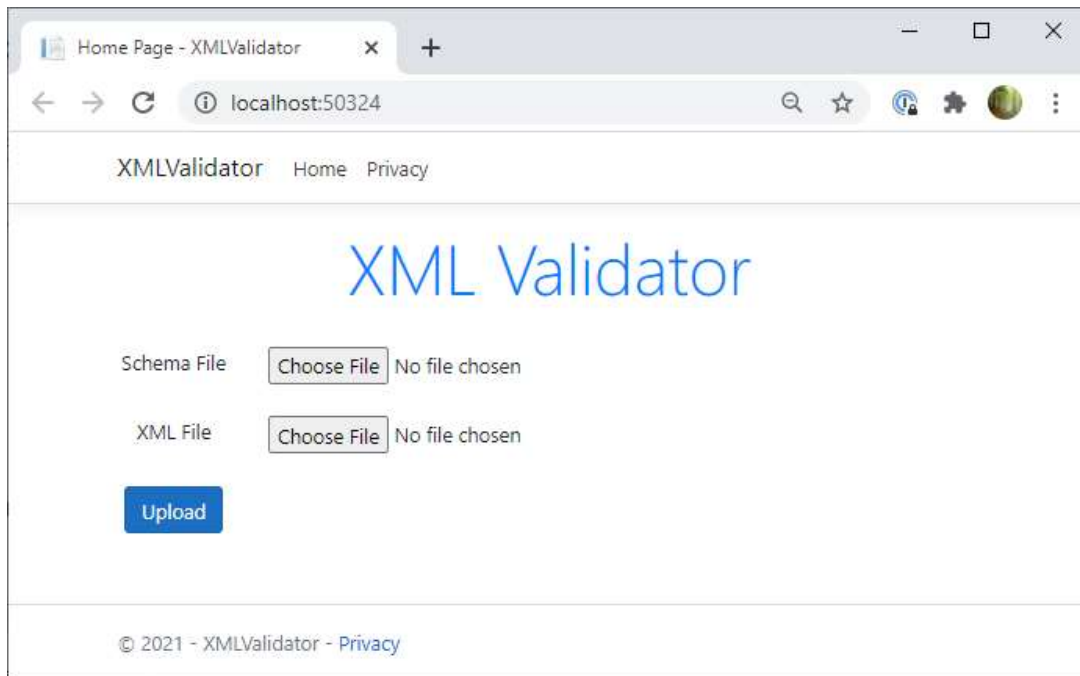 Home Page - XMLValidator
localhost:50324
XMLValidator Home Privacy
XML Validator
Schema File Choose File No file chosen
XML File Choose File No file chosen
Upload
© 2021 - XMLValidator - Privacy